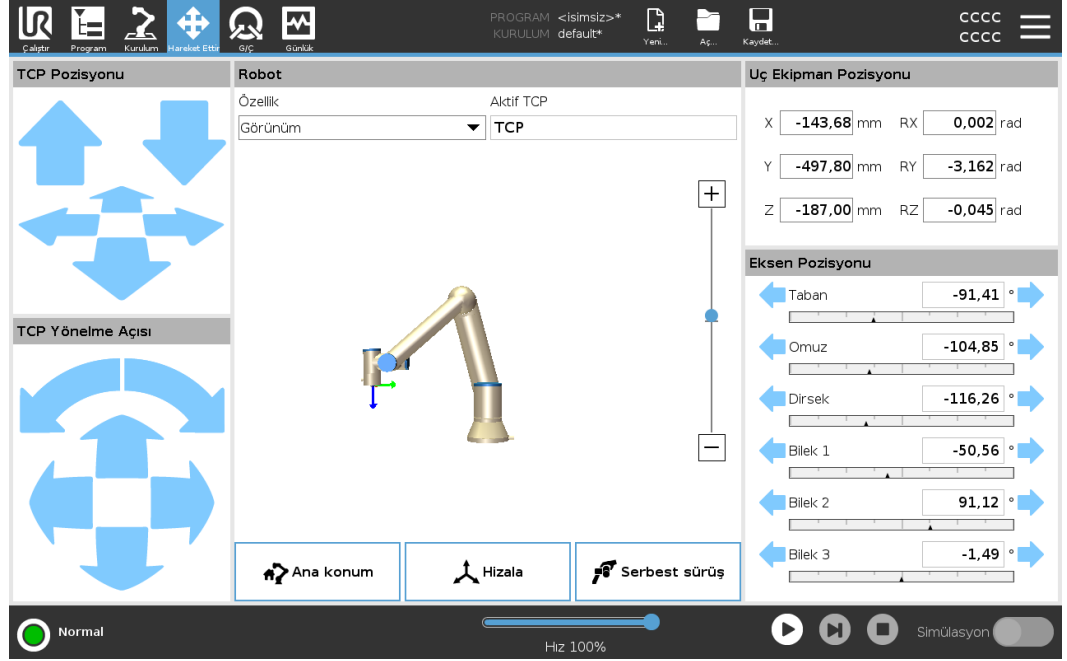 PROGRAM <isimsiz>*
KURULUM default*
cccc
cccc
Çalıştır Program Kurulum Hareket Ettir G/Ç Günlük Yeni... Aç... Kaydet...
TCP Pozisyonu
Robot
Uç Ekipman Pozisyonu
Özellik Aktif TCP
Görünüm TCP
X -143,68 mm RX 0,002 rad
Y -497,80 mm RY -3,162 rad
Z -187,00 mm RZ -0,045 rad
Eksen Pozisyonu
Taban -91,41 °
TCP Yönelme Açısı
Omuz -104,85 °
Dirsek -116,26 °
Bilek 1 -50,56 °
Bilek 2 91,12 °
Bilek 3 -1,49 °
Ana konum Hizala Serbest sürüş
Normal
Hız 100%
Simülasyon